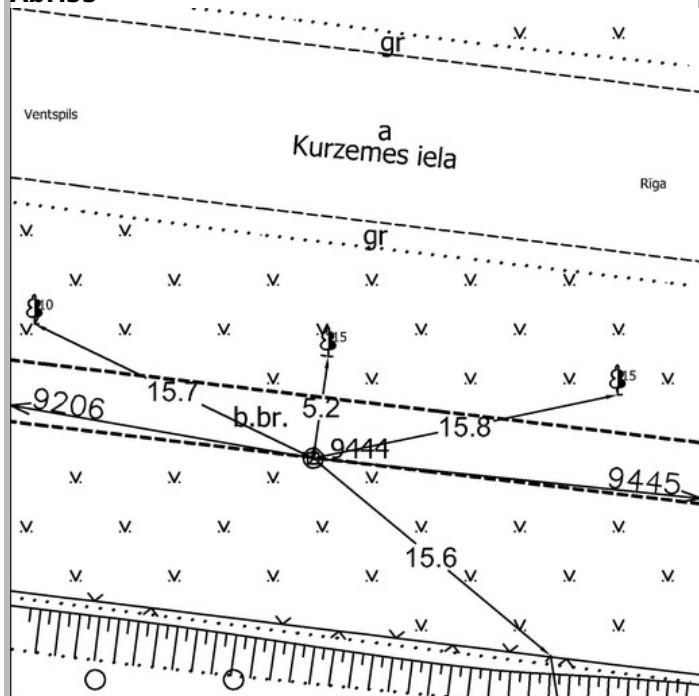 gr
Ventspils
a
Kurzemes iela
Rīga
gr
10
15
15
15.7
9206
5.2
b.br.
15.8
9444
9445
15.6